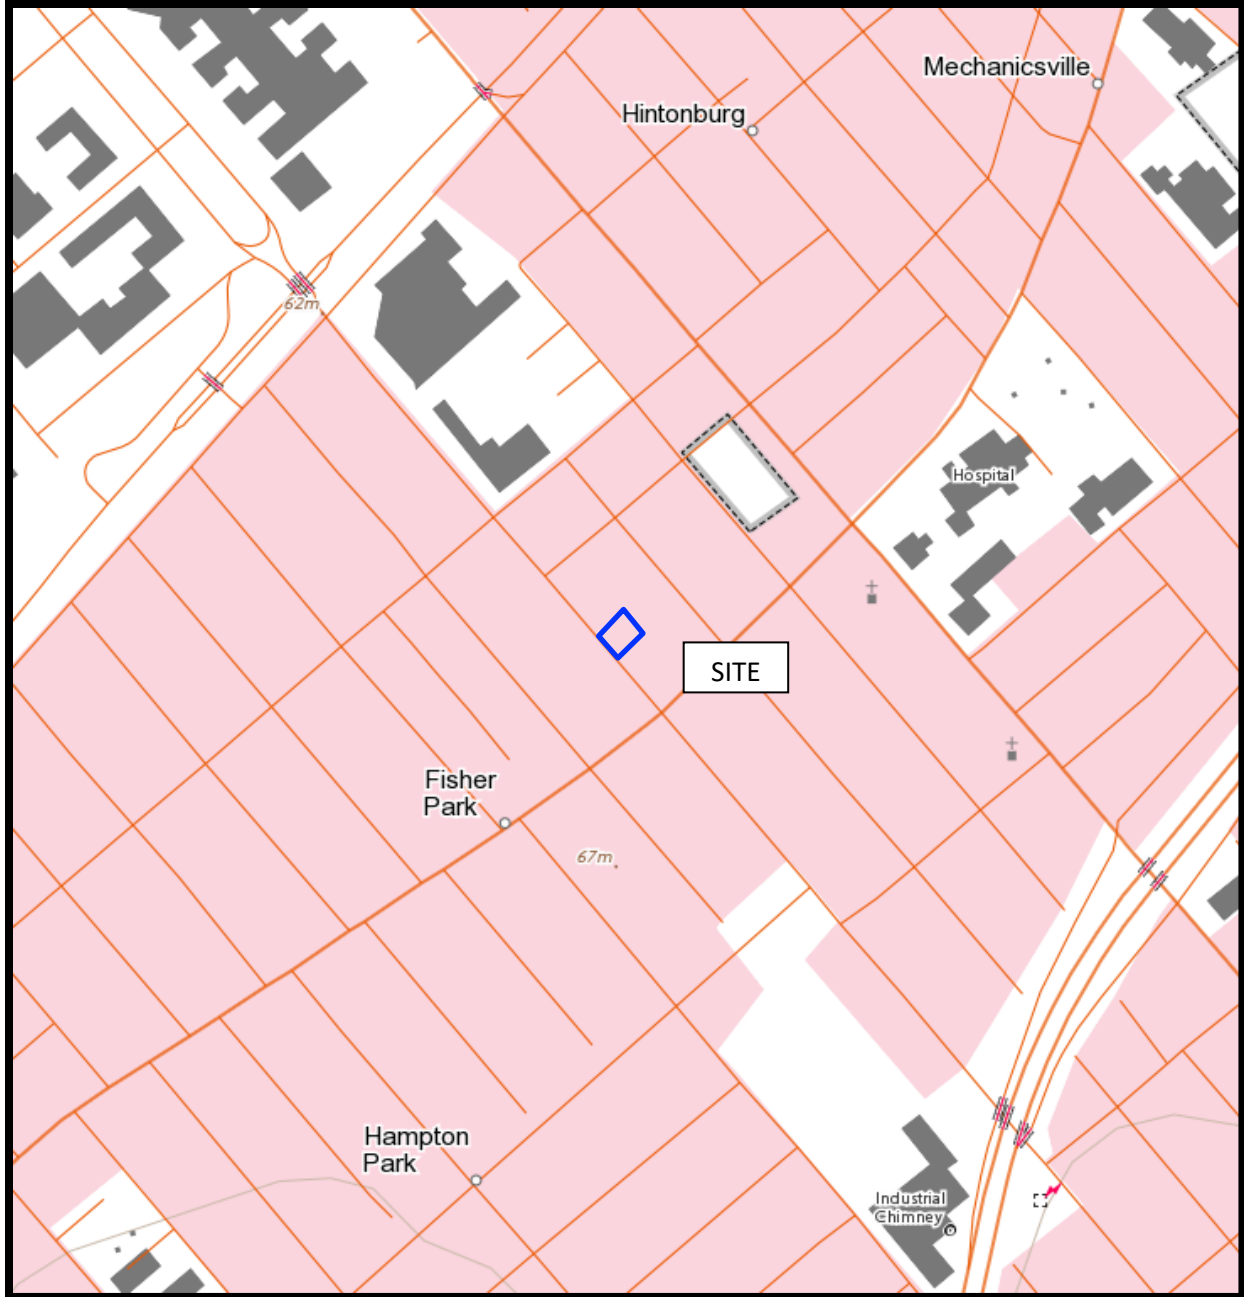 Mechanicsville
Hintonburg
62m
Hospital
SITE
Fisher
Park
67m
Hampton
Park
Industrial
Chimney